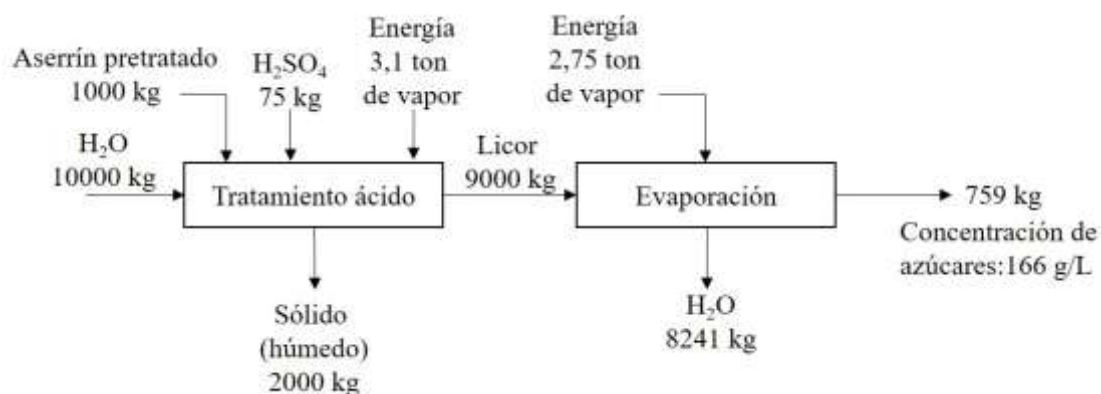 Aserrín pretratado
1000 kg
H₂SO₄
75 kg
Energía
3,1 ton
de vapor
Energía
2,75 ton
de vapor
H₂O
10000 kg
Tratamiento ácido
Licor
9000 kg
Evaporación
759 kg
Concentración de
azúcares:166 g/L
Sólido
(húmedo)
2000 kg
H₂O
8241 kg